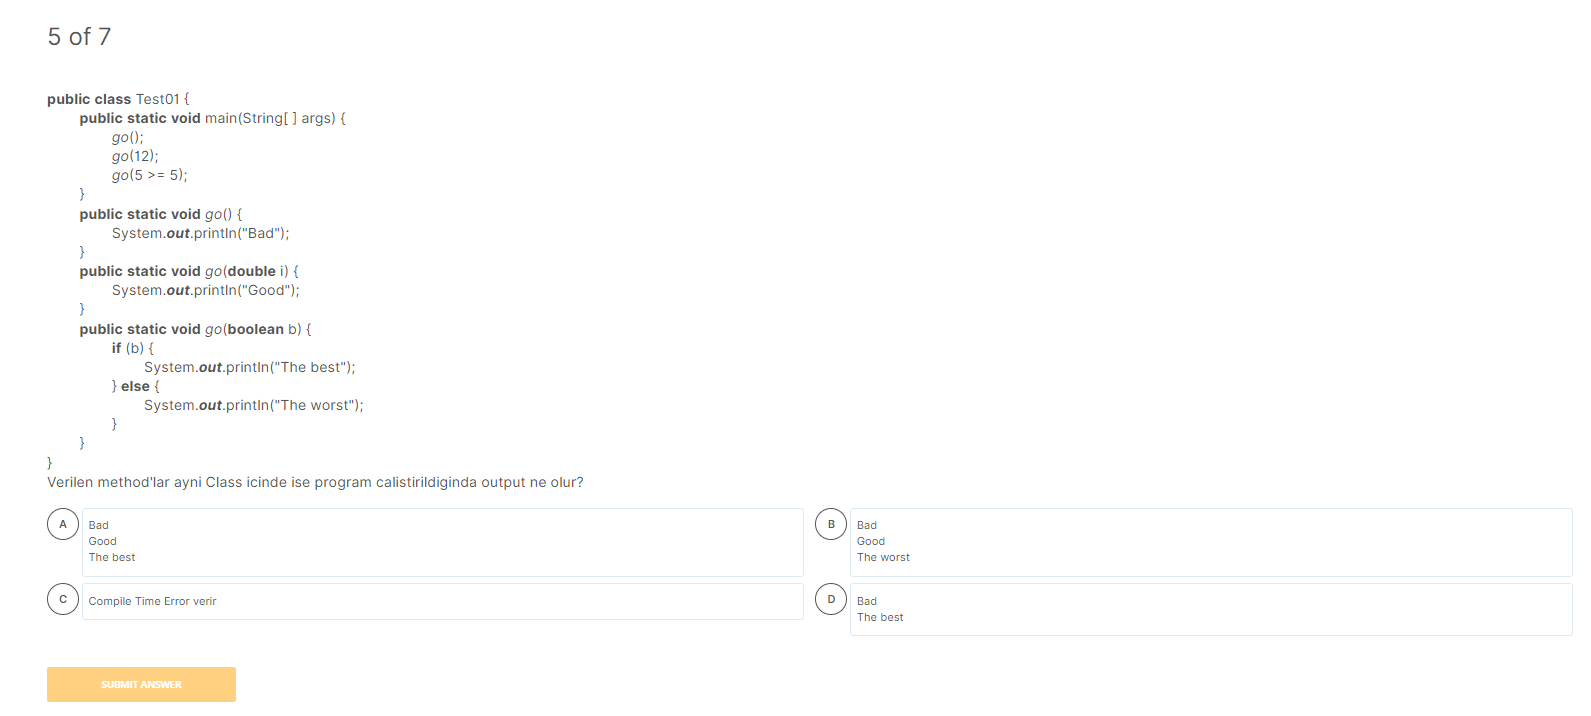 5 of 7
public class Test01 {
public static void main(String[ ] args) {
go();
go(12);
go(5 >= 5);
}
public static void go() {
System.out.println("Bad");
}
public static void go(double i) {
System.out.println("Good");
}
public static void go(boolean b) {
if (b) {
System.out.println("The best");
} else {
System.out.println("The worst");
}
}
}
Verilen method'lar ayni Class icinde ise program calistirildiginda output ne olur?
A
Bad
Good
The best
B
Bad
Good
The worst
C
Compile Time Error verir
D
Bad
The best
SUBMIT ANSWER